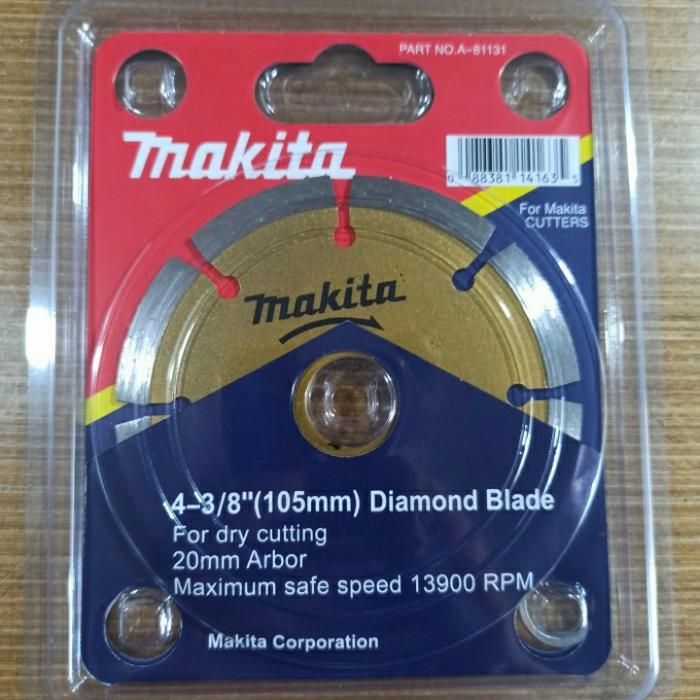 PART NO.A-81131
makita
0 88381 14163 5
For Makita
CUTTERS
makita
4-3/8"(105mm) Diamond Blade
For dry cutting
20mm Arbor
Maximum safe speed 13900 RPM
Makita Corporation